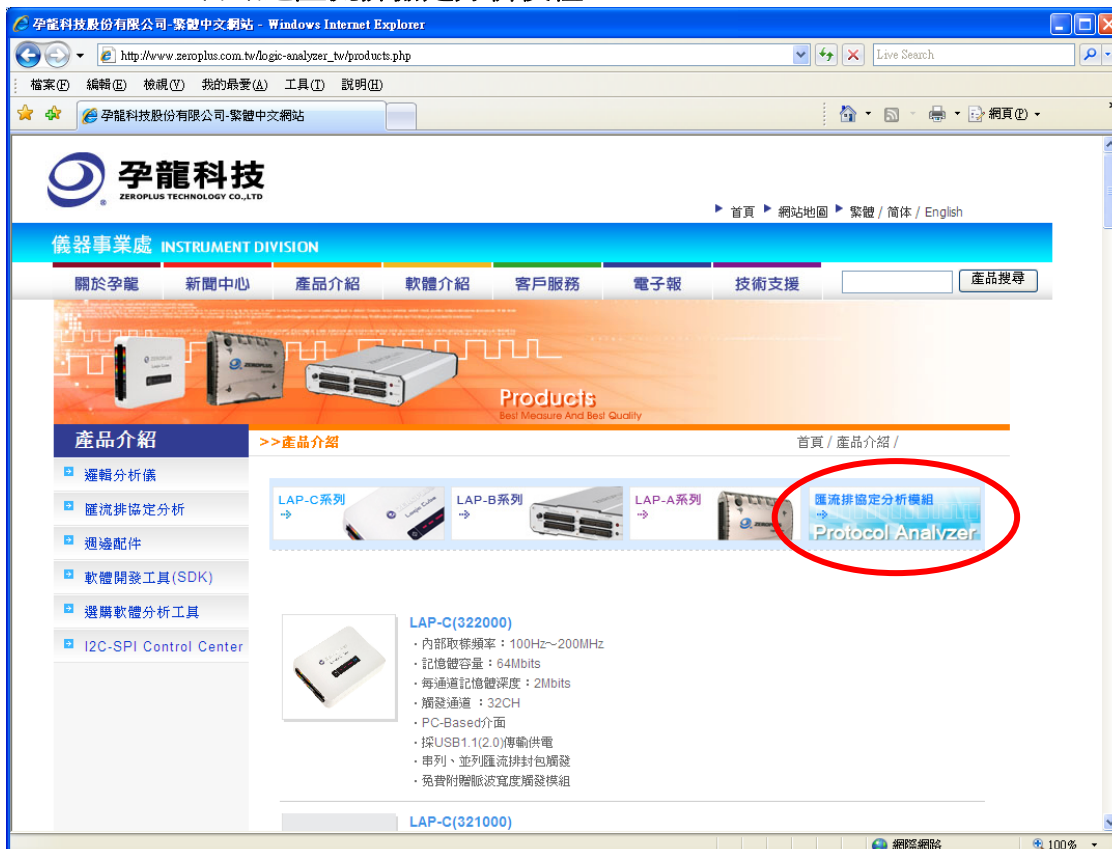 孕龍科技股份有限公司-繁體中文網站 - Windows Internet Explorer
http://www.zeroplus.com.tw/logic-analyzer_tw/products.php
Live Search
檔案(F) 編輯(E) 檢視(V) 我的最愛(A) 工具(T) 說明(H)
孕龍科技股份有限公司-繁體中文網站
網頁(P)
孕龍科技
ZEROPLUS TECHNOLOGY CO.,LTD
首頁 網站地圖 繁體 / 简体 / English
儀器事業處 INSTRUMENT DIVISION
關於孕龍 新聞中心 產品介紹 軟體介紹 客戶服務 電子報 技術支援 產品搜尋
Products
Best Measure And Best Quality
產品介紹
>>產品介紹
首頁 / 產品介紹 /
邏輯分析儀
匯流排協定分析
週邊配件
軟體開發工具(SDK)
選購軟體分析工具
I2C-SPI Control Center
LAP-C系列
LAP-B系列
LAP-A系列
匯流排協定分析模組
Protocol Analyzer
LAP-C(322000)
・內部取樣頻率：100Hz～200MHz
・記憶體容量：64Mbits
・每通道記憶體深度：2Mbits
・觸發通道 ：32CH
・PC-Based介面
・採USB1.1(2.0)傳輸供電
・串列、並列匯流排封包觸發
・免費附贈脈波寬度觸發模組
LAP-C(321000)
網際網路
100%